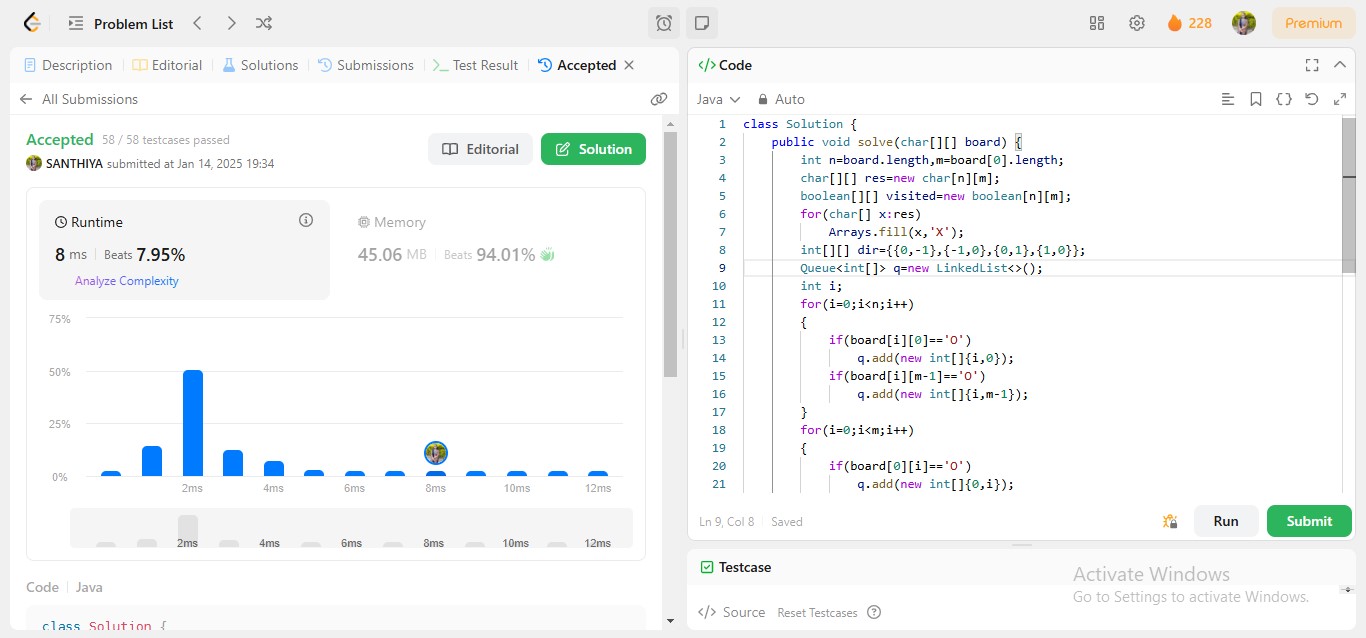 Problem List
228
Premium
Description
Editorial
Solutions
Submissions
Test Result
Accepted
All Submissions
Accepted 58 / 58 testcases passed
SANTHIYA submitted at Jan 14, 2025 19:34
Editorial
Solution
Runtime
8 ms Beats 7.95%
Analyze Complexity
Memory
45.06 MB Beats 94.01%
75%
50%
25%
0%
2ms 4ms 6ms 8ms 10ms 12ms
2ms 4ms 6ms 8ms 10ms 12ms
Code Java
class Solution {
Code
Java Auto
1 class Solution {
2 public void solve(char[][] board) {
3 int n=board.length,m=board[0].length;
4 char[][] res=new char[n][m];
5 boolean[][] visited=new boolean[n][m];
6 for(char[] x:res)
7 Arrays.fill(x,'X');
8 int[][] dir={{0,-1},{-1,0},{0,1},{1,0}};
9 Queue<int[]> q=new LinkedList<>();
10 int i;
11 for(i=0;i<n;i++)
12 {
13 if(board[i][0]=='O')
14 q.add(new int[]{i,0});
15 if(board[i][m-1]=='O')
16 q.add(new int[]{i,m-1});
17 }
18 for(i=0;i<m;i++)
19 {
20 if(board[0][i]=='O')
21 q.add(new int[]{0,i});
Ln 9, Col 8 Saved
Run
Submit
Testcase
</> Source Reset Testcases
Activate Windows
Go to Settings to activate Windows.